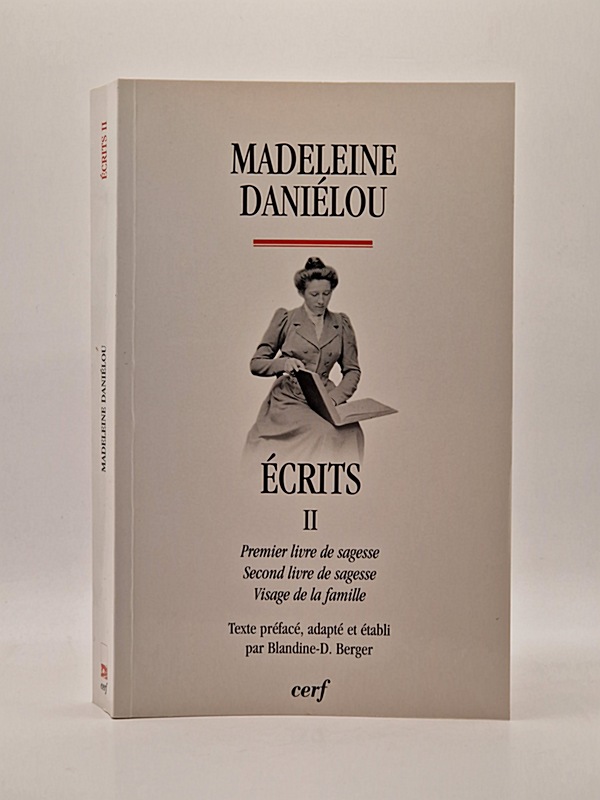 MADELEINE
DANIÉLOU
ÉCRITS
II
Premier livre de sagesse
Second livre de sagesse
Visage de la famille
Texte préfacé, adapté et établi
par Blandine-D. Berger
cerf
ÉCRITS II
MADELEINE DANIÉLOU
cerf